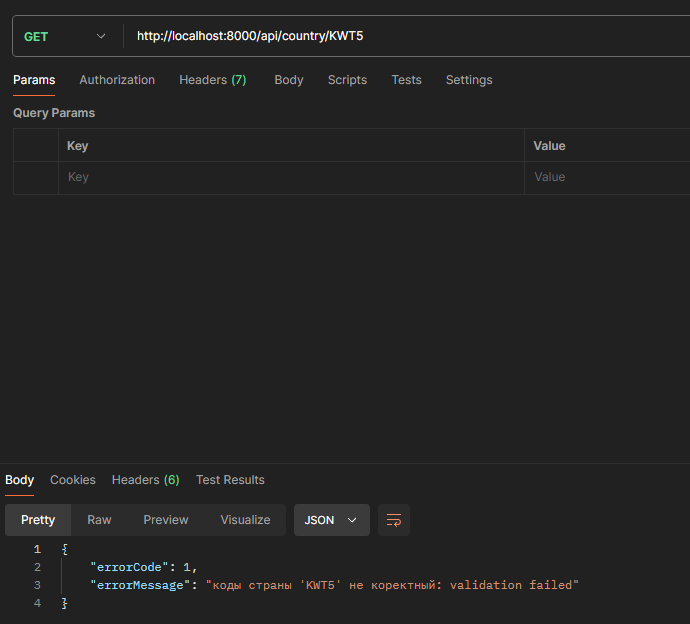 GET http://localhost:8000/api/country/KWT5
Params Authorization Headers (7) Body Scripts Tests Settings
Query Params
Key Value
Key Value
Body Cookies Headers (6) Test Results
Pretty Raw Preview Visualize JSON
1 {
2 "errorCode": 1,
3 "errorMessage": "коды страны 'KWT5' не коректный: validation failed"
4 }